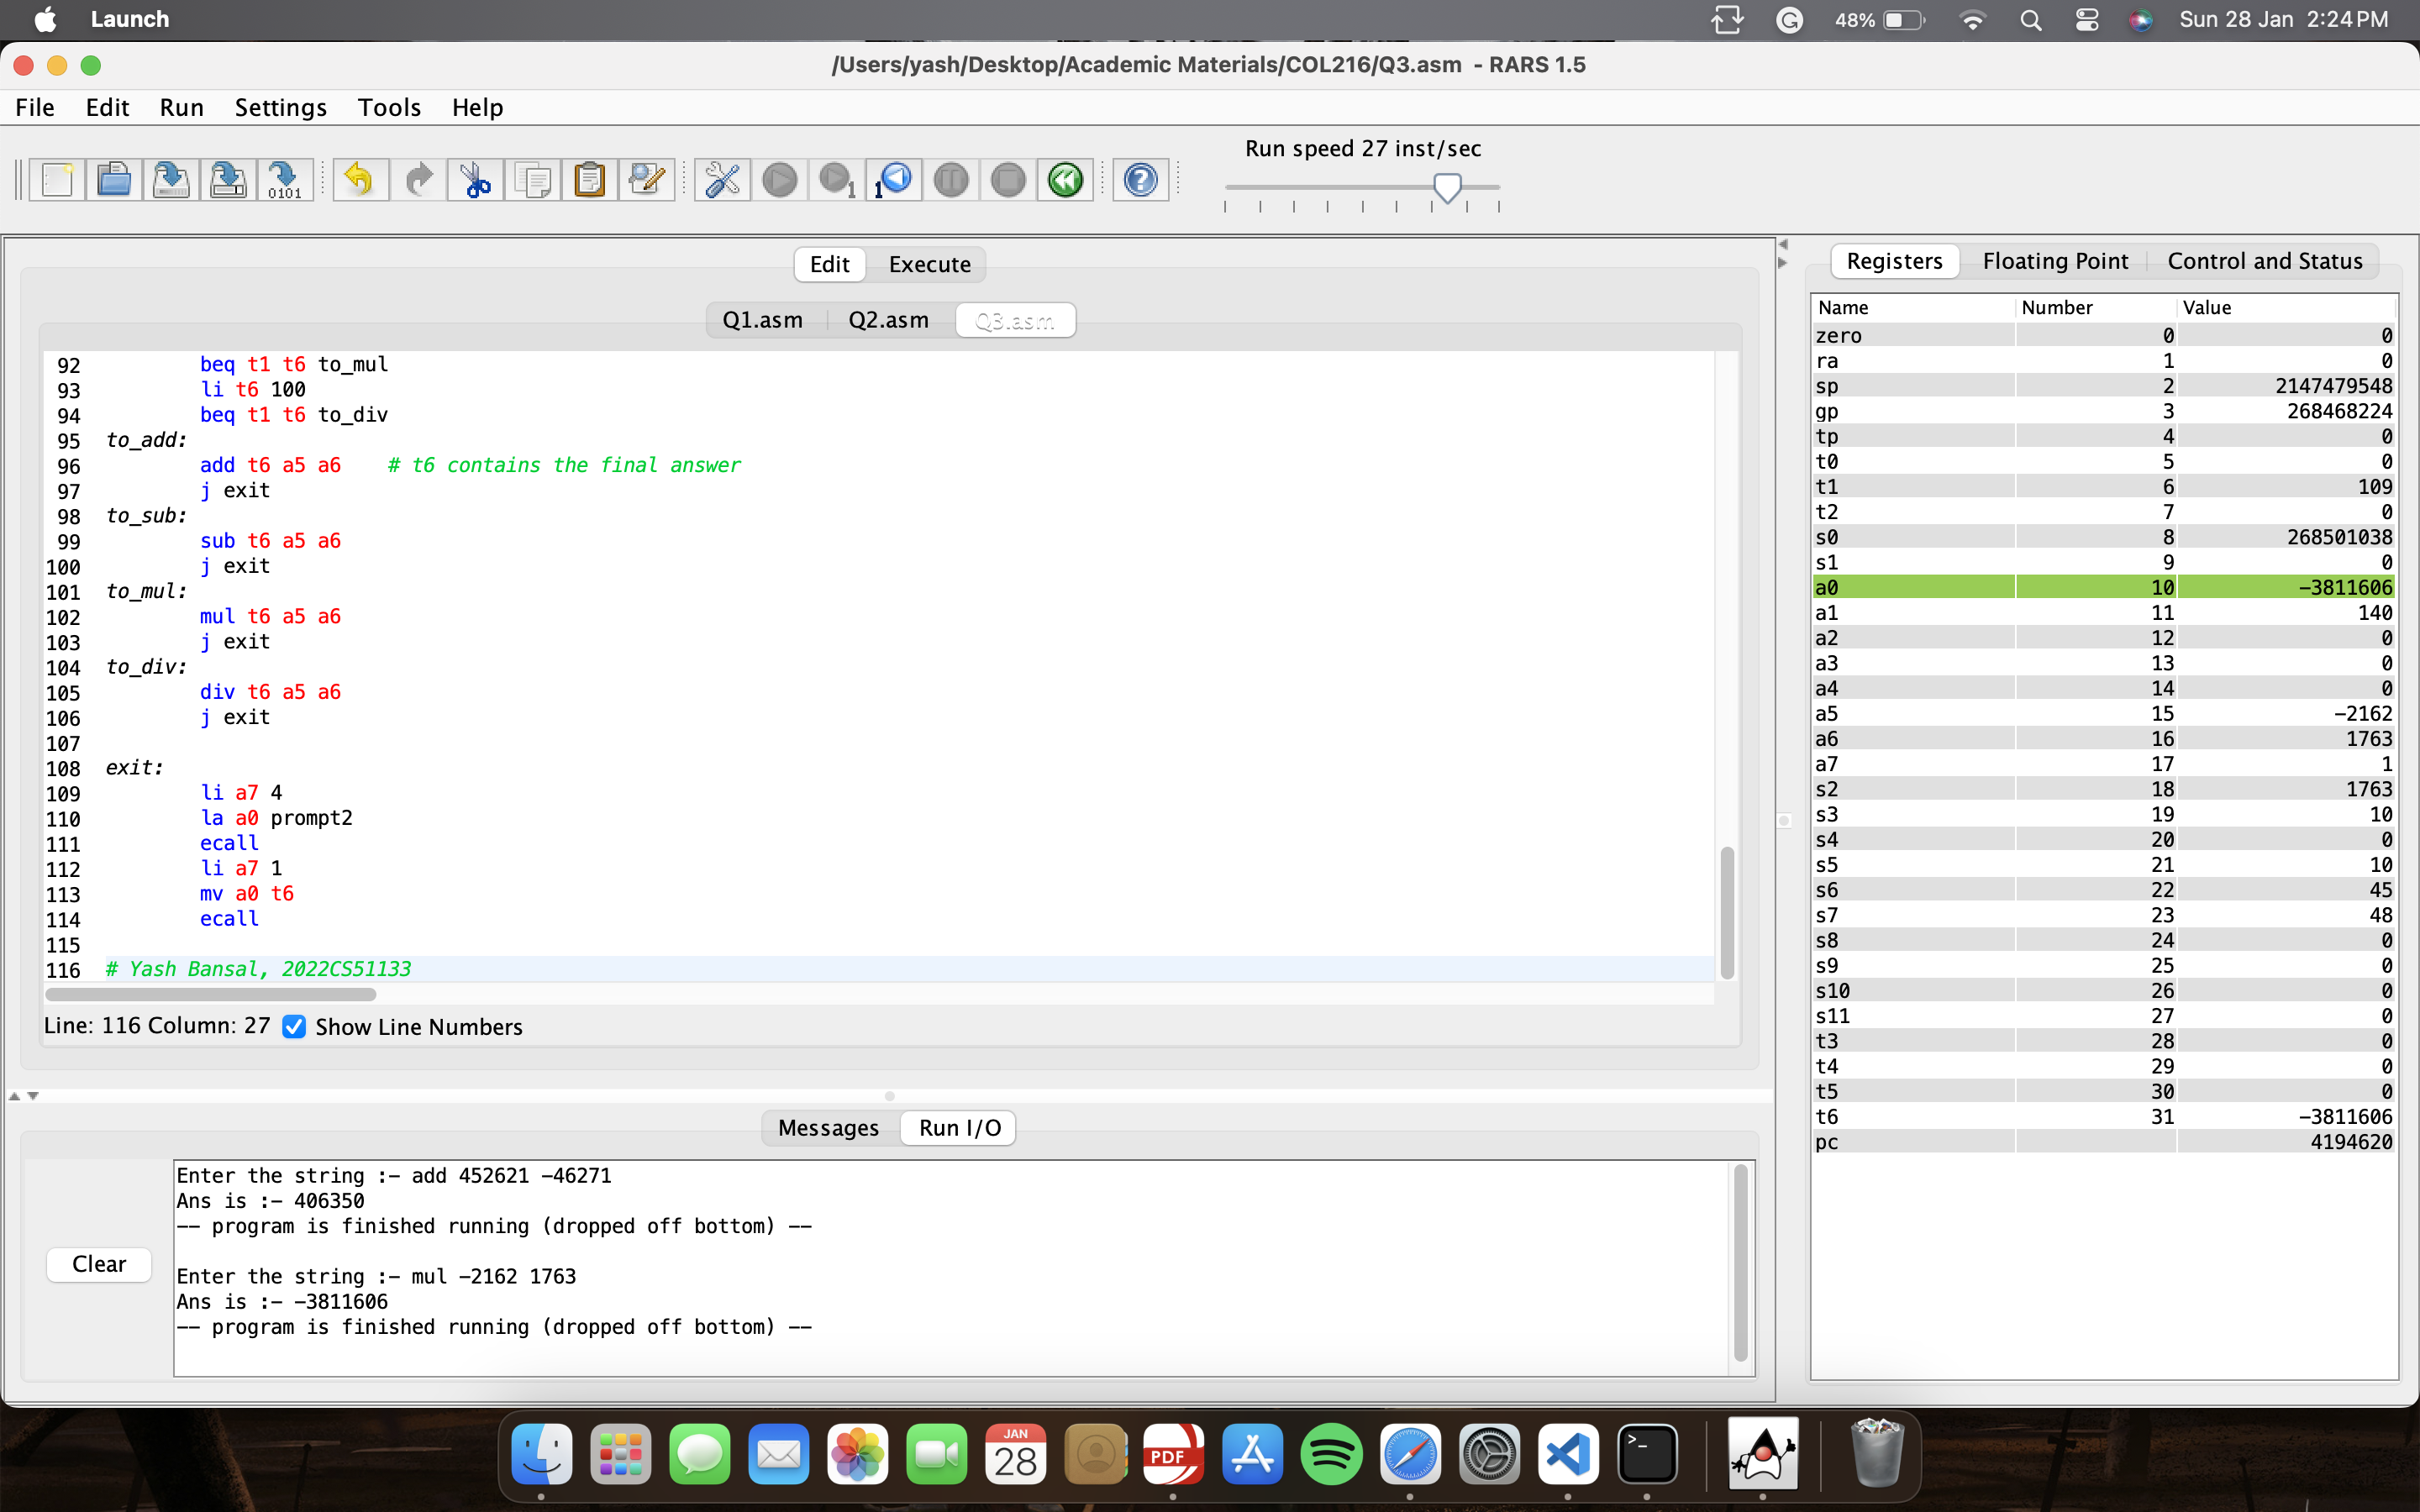 Launch
48%
Sun 28 Jan 2:24 PM
/Users/yash/Desktop/Academic Materials/COL216/Q3.asm - RARS 1.5
File Edit Run Settings Tools Help
Run speed 27 inst/sec
0101
1
1
Edit Execute
Q1.asm Q2.asm Q3.asm
92 beq t1 t6 to_mul
93 li t6 100
94 beq t1 t6 to_div
95 to_add:
96 add t6 a5 a6 # t6 contains the final answer
97 j exit
98 to_sub:
99 sub t6 a5 a6
100 j exit
101 to_mul:
102 mul t6 a5 a6
103 j exit
104 to_div:
105 div t6 a5 a6
106 j exit
107
108 exit:
109 li a7 4
110 la a0 prompt2
111 ecall
112 li a7 1
113 mv a0 t6
114 ecall
115
116 # Yash Bansal, 2022CS51133
Line: 116 Column: 27 Show Line Numbers
Messages Run I/O
Clear
Enter the string :- add 452621 -46271
Ans is :- 406350
-- program is finished running (dropped off bottom) --
Enter the string :- mul -2162 1763
Ans is :- -3811606
-- program is finished running (dropped off bottom) --
Registers Floating Point Control and Status
Name Number Value
zero 0 0
ra 1 0
sp 2 2147479548
gp 3 268468224
tp 4 0
t0 5 0
t1 6 109
t2 7 0
s0 8 268501038
s1 9 0
a0 10 -3811606
a1 11 140
a2 12 0
a3 13 0
a4 14 0
a5 15 -2162
a6 16 1763
a7 17 1
s2 18 1763
s3 19 10
s4 20 0
s5 21 10
s6 22 45
s7 23 48
s8 24 0
s9 25 0
s10 26 0
s11 27 0
t3 28 0
t4 29 0
t5 30 0
t6 31 -3811606
pc 4194620
JAN
28
PDF